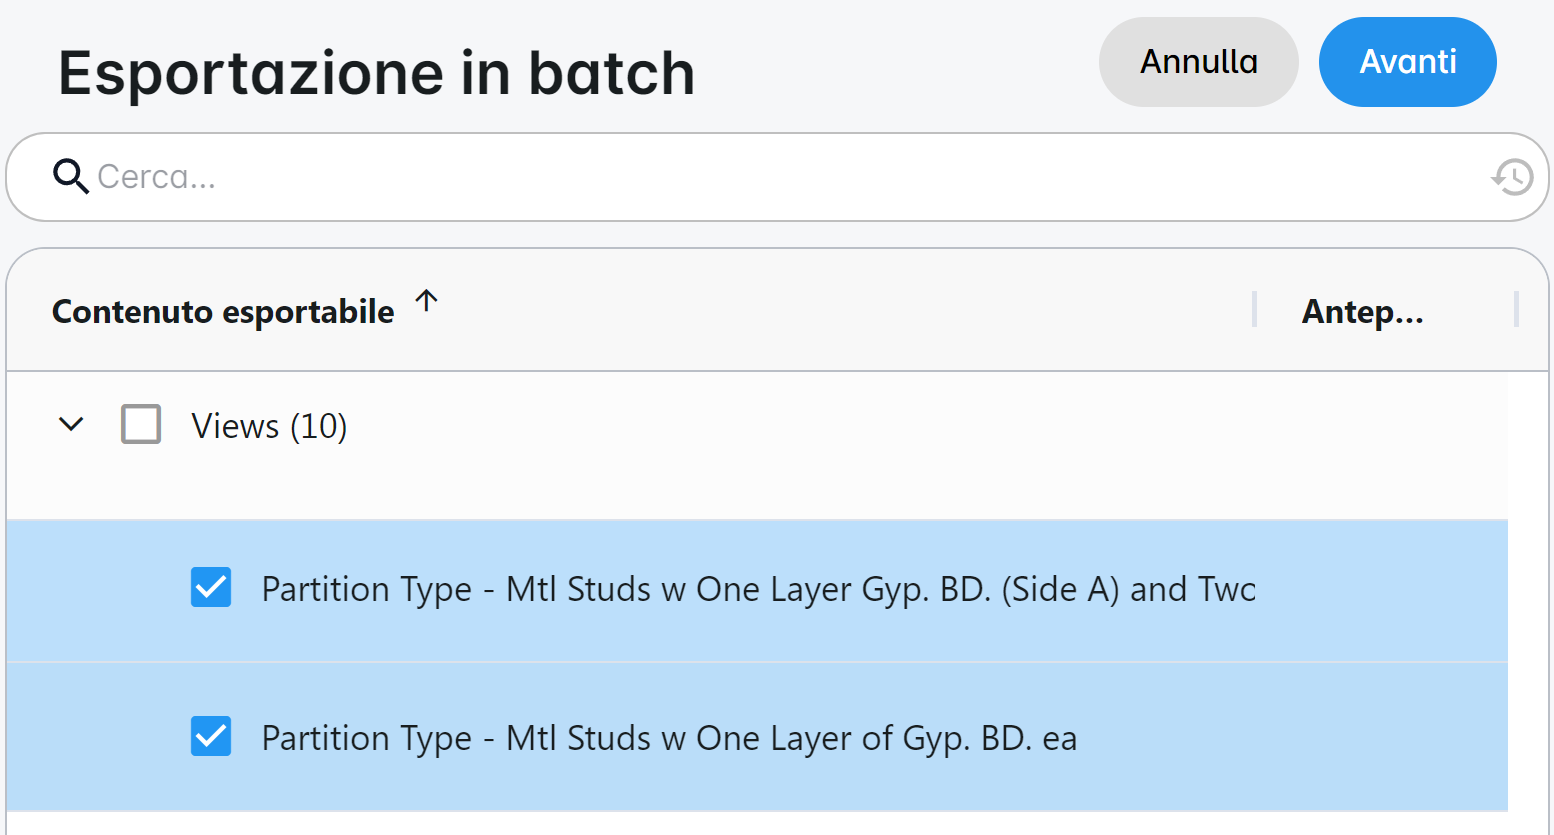 Esportazione in batch
Annulla
Avanti
Cerca...
Contenuto esportabile
Antep...
Views (10)
Partition Type - Mtl Studs w One Layer Gyp. BD. (Side A) and Two
Partition Type - Mtl Studs w One Layer of Gyp. BD. ea